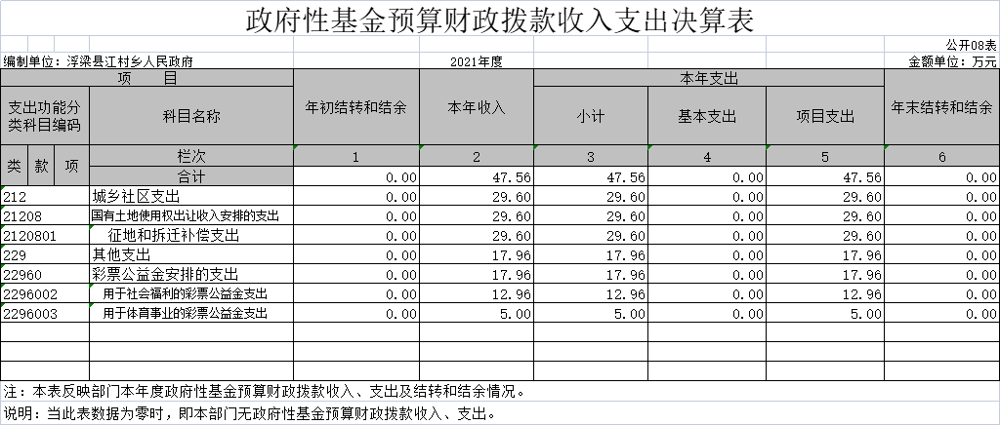 政府性基金预算财政拨款收入支出决算表
公开08表
编制单位：浮梁县江村乡人民政府 2021年度 金额单位：万元
项 目 年初结转和结余 本年收入 本年支出 年末结转和结余
支出功能分类科目编码 科目名称 小计 基本支出 项目支出
类 款 项 栏次 1 2 3 4 5 6
合计 0.00 47.56 47.56 0.00 47.56 0.00
212 城乡社区支出 0.00 29.60 29.60 0.00 29.60 0.00
21208 国有土地使用权出让收入安排的支出 0.00 29.60 29.60 0.00 29.60 0.00
2120801 征地和拆迁补偿支出 0.00 29.60 29.60 0.00 29.60 0.00
229 其他支出 0.00 17.96 17.96 0.00 17.96 0.00
22960 彩票公益金安排的支出 0.00 17.96 17.96 0.00 17.96 0.00
2296002 用于社会福利的彩票公益金支出 0.00 12.96 12.96 0.00 12.96 0.00
2296003 用于体育事业的彩票公益金支出 0.00 5.00 5.00 0.00 5.00 0.00
注：本表反映部门本年度政府性基金预算财政拨款收入、支出及结转和结余情况。
说明：当此表数据为零时，即本部门无政府性基金预算财政拨款收入、支出。